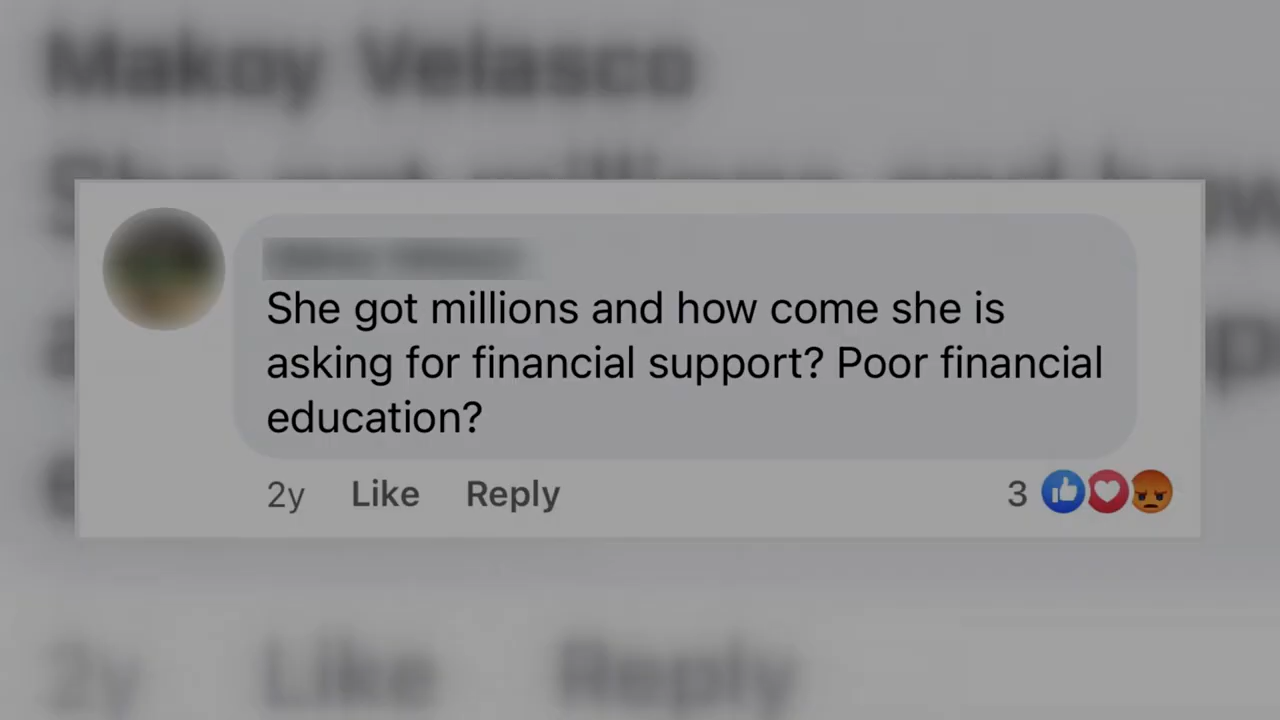 Makoy Velasco
She got millions and how come she is
asking for financial support? Poor financial
education?
2y Like Reply 3
2y Like Reply